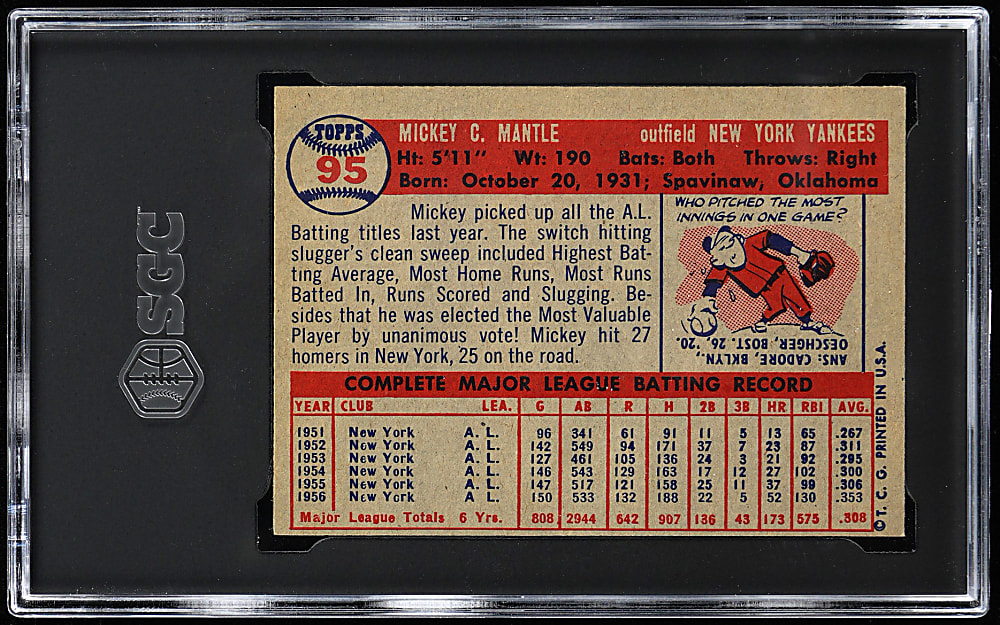 SGC
TOPPS
95
MICKEY C. MANTLE outfield NEW YORK YANKEES
Ht: 5'11" Wt: 190 Bats: Both Throws: Right
Born: October 20, 1931; Spavinaw, Oklahoma
Mickey picked up all the A.L.
Batting titles last year. The switch hitting
slugger's clean sweep included Highest Bat-
ting Average, Most Home Runs, Most Runs
Batted In, Runs Scored and Slugging. Be-
sides that he was elected the Most Valuable
Player by unanimous vote! Mickey hit 27
homers in New York, 25 on the road.
WHO PITCHED THE MOST
INNINGS IN ONE GAME?
ANS: CADORE, BKLYN.,
OESCHGER, BOST. 26, '20.
COMPLETE MAJOR LEAGUE BATTING RECORD
YEAR CLUB LEA. G AB R H 2B 3B HR RBI AVG.
1951 New York A. L. 96 341 61 91 11 5 13 65 .267
1952 New York A. L. 142 549 94 171 37 7 23 87 .311
1953 New York A. L. 127 461 105 136 24 3 21 92 .295
1954 New York A. L. 146 543 129 163 17 12 27 102 .300
1955 New York A. L. 147 517 121 158 25 11 37 99 .306
1956 New York A. L. 150 533 132 188 22 5 52 130 .353
Major League Totals 6 Yrs. 808 2944 642 907 136 43 173 575 .308
© T. C. G. PRINTED IN U.S.A.